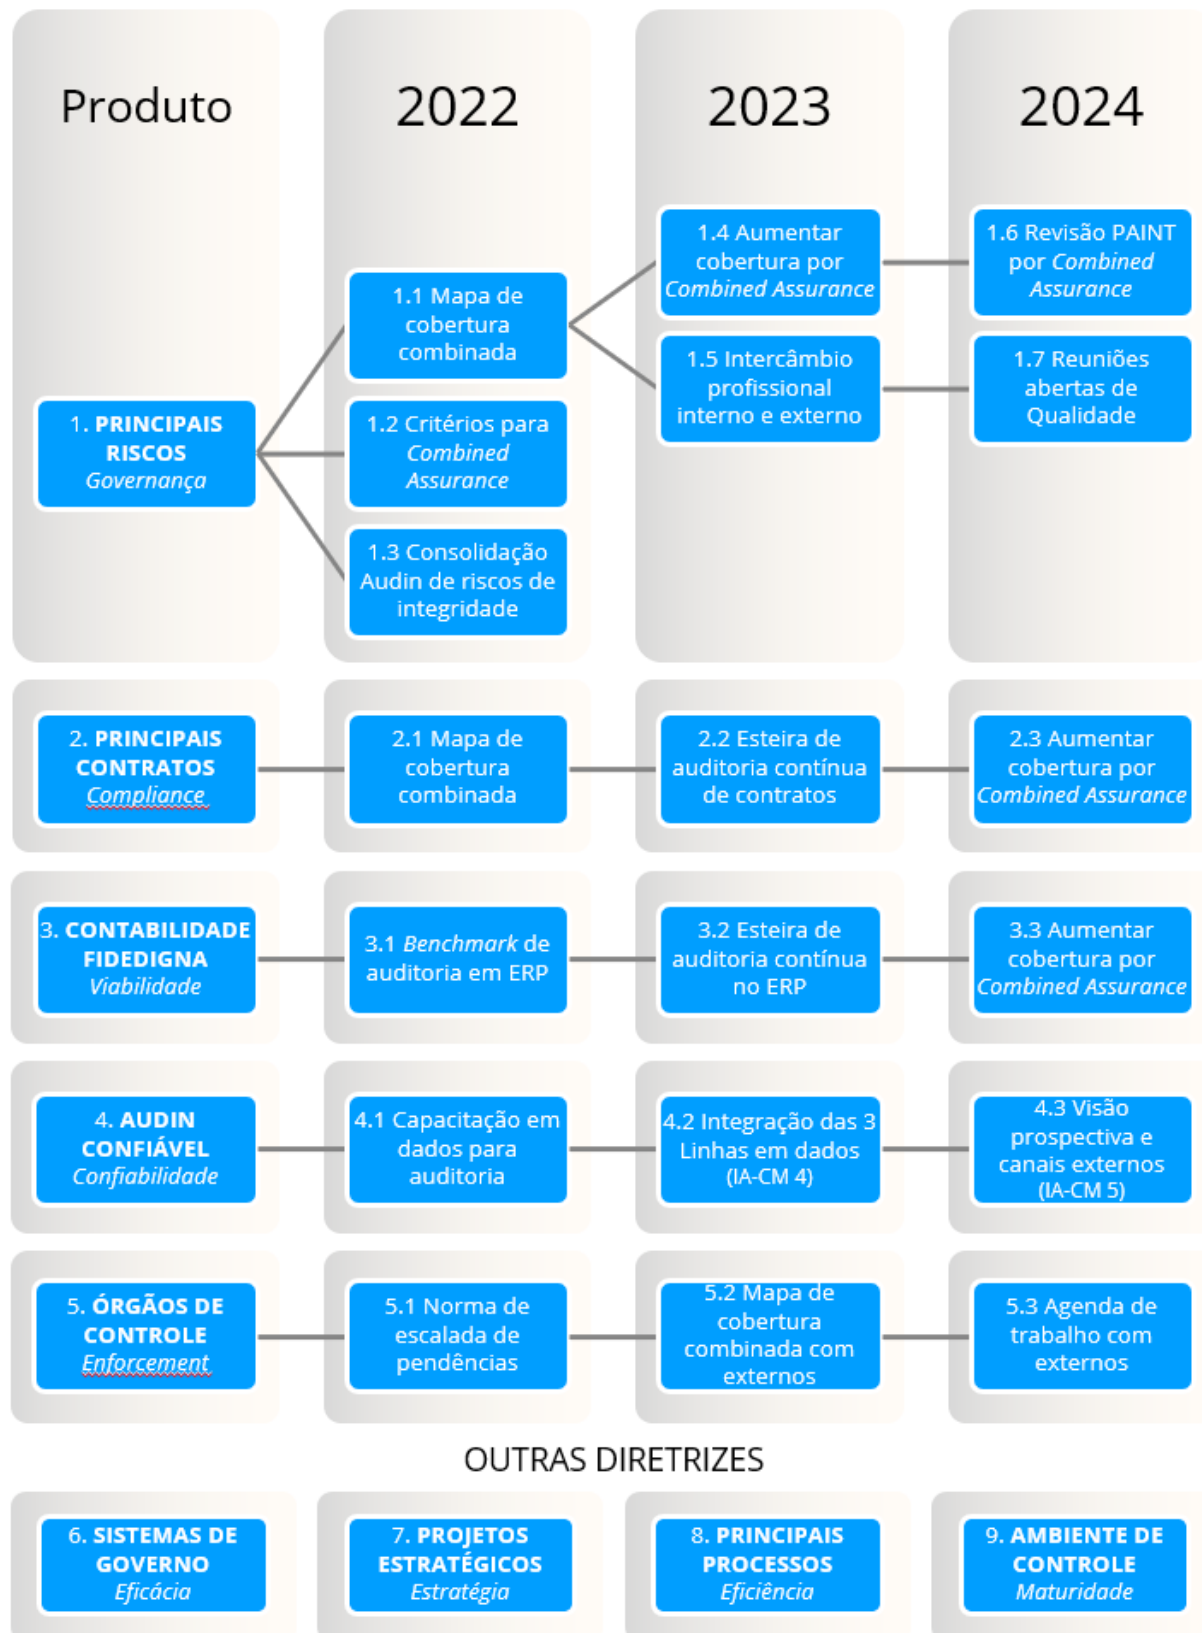 Produto
2022
2023
2024
1. PRINCIPAIS
RISCOS
Governança
1.1 Mapa de
cobertura
combinada
1.2 Critérios para
Combined
Assurance
1.3 Consolidação
Audin de riscos de
integridade
1.4 Aumentar
cobertura por
Combined Assurance
1.5 Intercâmbio
profissional
interno e externo
1.6 Revisão PAINT
por Combined
Assurance
1.7 Reuniões
abertas de
Qualidade
2. PRINCIPAIS
CONTRATOS
Compliance
2.1 Mapa de
cobertura
combinada
2.2 Esteira de
auditoria contínua
de contratos
2.3 Aumentar
cobertura por
Combined Assurance
3. CONTABILIDADE
FIDEDIGNA
Viabilidade
3.1 Benchmark de
auditoria em ERP
3.2 Esteira de
auditoria contínua
no ERP
3.3 Aumentar
cobertura por
Combined Assurance
4. AUDIN
CONFIÁVEL
Confiabilidade
4.1 Capacitação em
dados para
auditoria
4.2 Integração das 3
Linhas em dados
(IA-CM 4)
4.3 Visão
prospectiva e
canais externos
(IA-CM 5)
5. ÓRGÃOS DE
CONTROLE
Enforcement
5.1 Norma de
escalada de
pendências
5.2 Mapa de
cobertura
combinada com
externos
5.3 Agenda de
trabalho com
externos
OUTRAS DIRETRIZES
6. SISTEMAS DE
GOVERNO
Eficácia
7. PROJETOS
ESTRATÉGICOS
Estratégia
8. PRINCIPAIS
PROCESSOS
Eficiência
9. AMBIENTE DE
CONTROLE
Maturidade